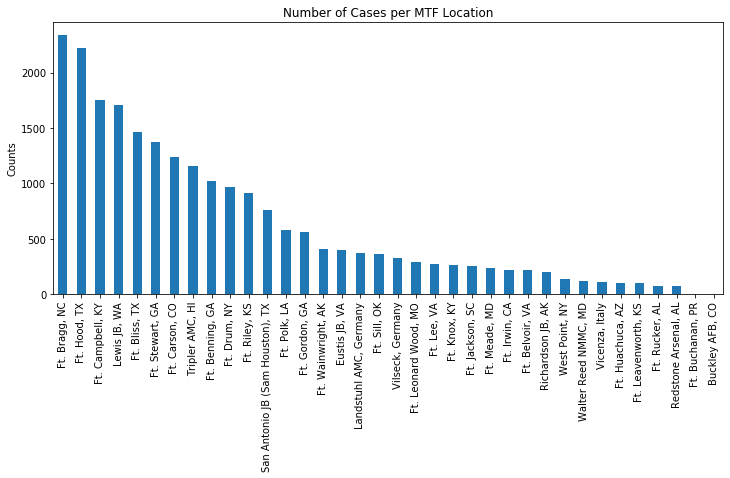 Number of Cases per MTF Location
Counts
2000
1500
1000
500
0
Ft. Bragg, NC
Ft. Hood, TX
Ft. Campbell, KY
Lewis JB, WA
Ft. Bliss, TX
Ft. Stewart, GA
Ft. Carson, CO
Tripler AMC, HI
Ft. Benning, GA
Ft. Drum, NY
Ft. Riley, KS
San Antonio JB (Sam Houston), TX
Ft. Polk, LA
Ft. Gordon, GA
Ft. Wainwright, AK
Eustis JB, VA
Landstuhl AMC, Germany
Ft. Sill, OK
Vilseck, Germany
Ft. Leonard Wood, MO
Ft. Lee, VA
Ft. Knox, KY
Ft. Jackson, SC
Ft. Meade, MD
Ft. Irwin, CA
Ft. Belvoir, VA
Richardson JB, AK
West Point, NY
Walter Reed NMMC, MD
Vicenza, Italy
Ft. Huachuca, AZ
Ft. Leavenworth, KS
Ft. Rucker, AL
Redstone Arsenal, AL
Ft. Buchanan, PR
Buckley AFB, CO